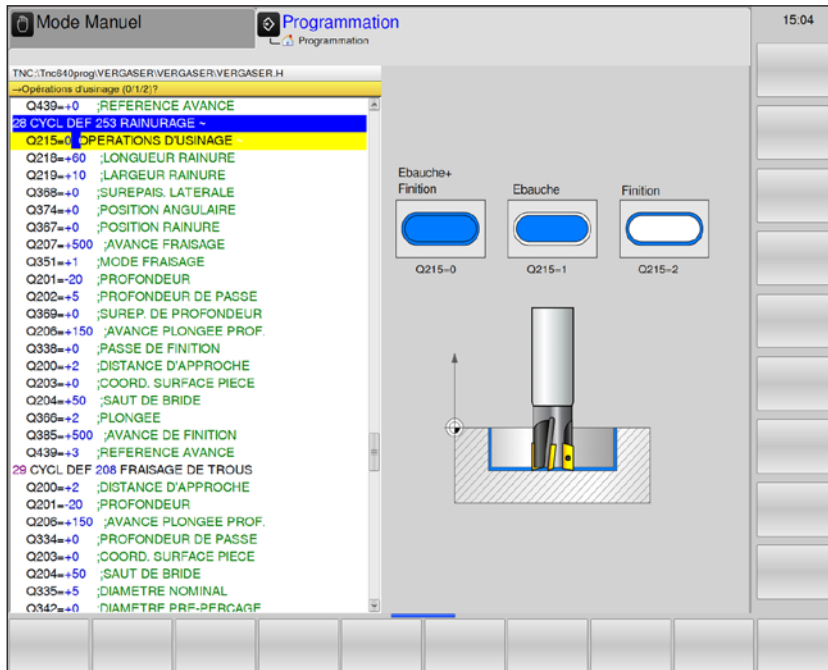 Mode Manuel
Programmation
Programmation
15:04
TNC:\Tnc640prog\VERGASER\VERGASER\VERGASER.H
→Opérations d'usinage (0/1/2)?
Q439=+0 ;REFERENCE AVANCE
28 CYCL DEF 253 RAINURAGE ~
Q215=0 OPERATIONS D'USINAGE ~
Q218=+60 ;LONGUEUR RAINURE
Q219=+10 ;LARGEUR RAINURE
Q368=+0 ;SUREPAIS. LATERALE
Q374=+0 ;POSITION ANGULAIRE
Q367=+0 ;POSITION RAINURE
Q207=+500 ;AVANCE FRAISAGE
Q351=+1 ;MODE FRAISAGE
Q201=-20 ;PROFONDEUR
Q202=+5 ;PROFONDEUR DE PASSE
Q369=+0 ;SUREP. DE PROFONDEUR
Q206=+150 ;AVANCE PLONGEE PROF.
Q338=+0 ;PASSE DE FINITION
Q200=+2 ;DISTANCE D'APPROCHE
Q203=+0 ;COORD. SURFACE PIECE
Q204=+50 ;SAUT DE BRIDE
Q366=+2 ;PLONGEE
Q385=+500 ;AVANCE DE FINITION
Q439=+3 ;REFERENCE AVANCE
29 CYCL DEF 208 FRAISAGE DE TROUS
Q200=+2 ;DISTANCE D'APPROCHE
Q201=-20 ;PROFONDEUR
Q206=+150 ;AVANCE PLONGEE PROF.
Q334=+0 ;PROFONDEUR DE PASSE
Q203=+0 ;COORD. SURFACE PIECE
Q204=+50 ;SAUT DE BRIDE
Q335=+5 ;DIAMETRE NOMINAL
Q342=+0 ;DIAMETRE PRE-PERCAGE
Ebauche+
Finition
Ebauche
Finition
Q215=0
Q215=1
Q215=2